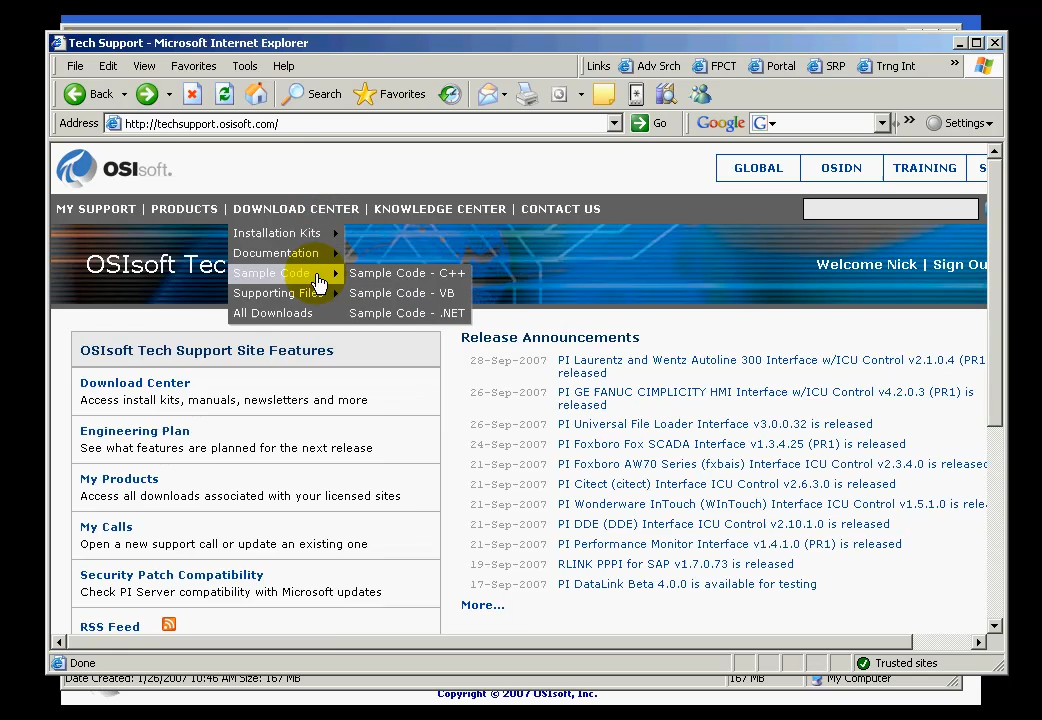 Tech Support - Microsoft Internet Explorer
File Edit View Favorites Tools Help Links Adv Srch FPCT Portal SRP Trng Int »
Back Search Favorites
Address http://techsupport.osisoft.com/ Go Google G » Settings
OSIsoft.
GLOBAL OSIDN TRAINING S
MY SUPPORT | PRODUCTS | DOWNLOAD CENTER | KNOWLEDGE CENTER | CONTACT US
Installation Kits
Documentation
Sample Code
Supporting Files
All Downloads
Sample Code - C++
Sample Code - VB
Sample Code - .NET
OSIsoft Tec
Welcome Nick | Sign Ou
OSIsoft Tech Support Site Features
Download Center
Access install kits, manuals, newsletters and more
Engineering Plan
See what features are planned for the next release
My Products
Access all downloads associated with your licensed sites
My Calls
Open a new support call or update an existing one
Security Patch Compatibility
Check PI Server compatibility with Microsoft updates
RSS Feed
Release Announcements
28-Sep-2007 PI Laurentz and Wentz Autoline 300 Interface w/ICU Control v2.1.0.4 (PR1
released
26-Sep-2007 PI GE FANUC CIMPLICITY HMI Interface w/ICU Control v4.2.0.3 (PR1) is
released
26-Sep-2007 PI Universal File Loader Interface v3.0.0.32 is released
24-Sep-2007 PI Foxboro Fox SCADA Interface v1.3.4.25 (PR1) is released
21-Sep-2007 PI Foxboro AW70 Series (fxbais) Interface ICU Control v2.3.4.0 is released
21-Sep-2007 PI Citect (citect) Interface ICU Control v2.6.3.0 is released
21-Sep-2007 PI Wonderware InTouch (WInTouch) Interface ICU Control v1.5.1.0 is rele
21-Sep-2007 PI DDE (DDE) Interface ICU Control v2.10.1.0 is released
21-Sep-2007 PI Performance Monitor Interface v1.4.1.0 (PR1) is released
19-Sep-2007 RLINK PPPI for SAP v1.7.0.73 is released
17-Sep-2007 PI DataLink Beta 4.0.0 is available for testing
More...
Done Trusted sites
Date Created: 1/26/2007 10:46 AM Size: 167 MB 167 MB My Computer
Copyright © 2007 OSIsoft, Inc.